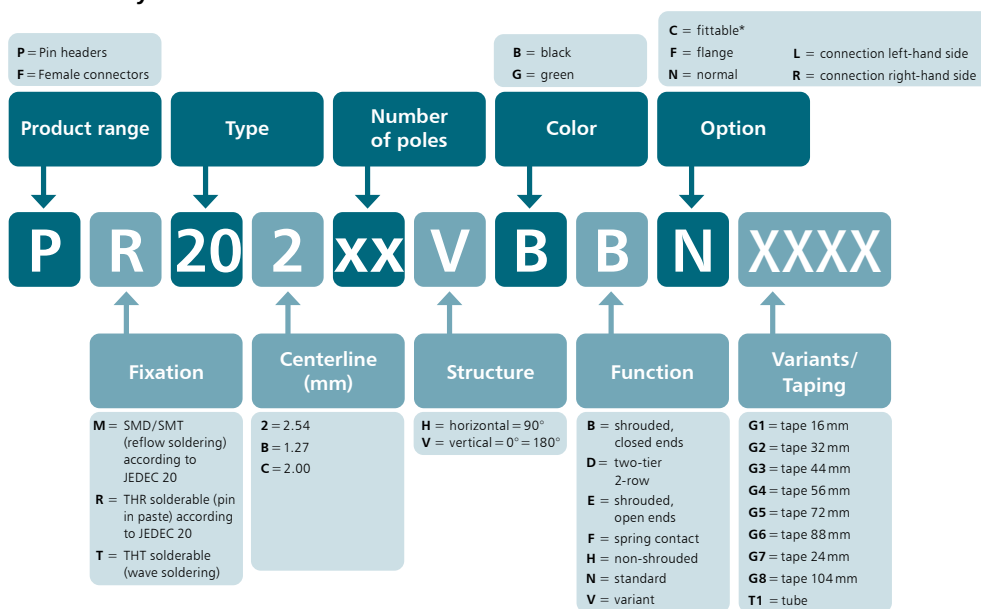 P = Pin headers
F = Female connectors
B = black
G = green
C = fittable*
F = flange
N = normal
L = connection left-hand side
R = connection right-hand side
Product range
Type
Number
of poles
Color
Option
P R 20 2 xx V B B N XXXX
Fixation
Centerline
(mm)
Structure
Function
Variants/
Taping
M = SMD/SMT
(reflow soldering)
according to
JEDEC 20
R = THR solderable (pin
in paste) according
to JEDEC 20
T = THT solderable
(wave soldering)
2 = 2.54
B = 1.27
C = 2.00
H = horizontal = 90°
V = vertical = 0° = 180°
B = shrouded,
closed ends
D = two-tier
2-row
E = shrouded,
open ends
F = spring contact
H = non-shrouded
N = standard
V = variant
G1 = tape 16 mm
G2 = tape 32 mm
G3 = tape 44 mm
G4 = tape 56 mm
G5 = tape 72 mm
G6 = tape 88 mm
G7 = tape 24 mm
G8 = tape 104 mm
T1 = tube